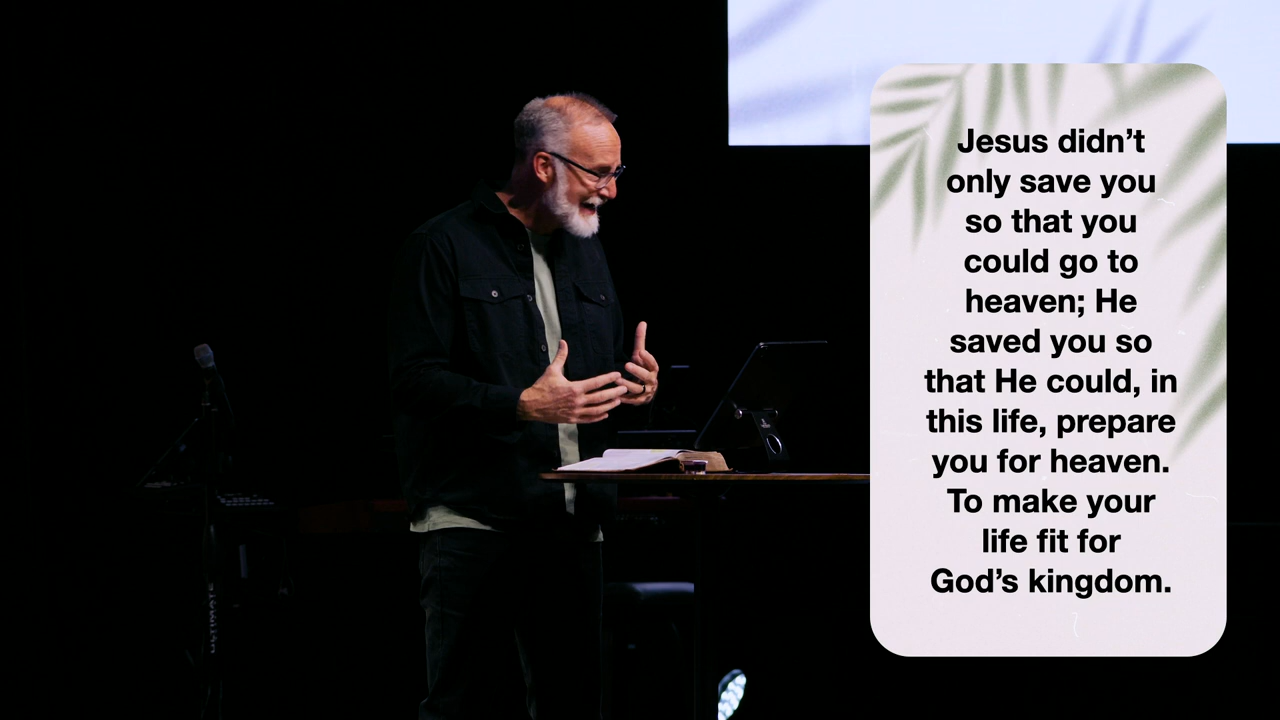 Jesus didn’t
only save you
so that you
could go to
heaven; He
saved you so
that He could, in
this life, prepare
you for heaven.
To make your
life fit for
God’s kingdom.
ULTIMATE